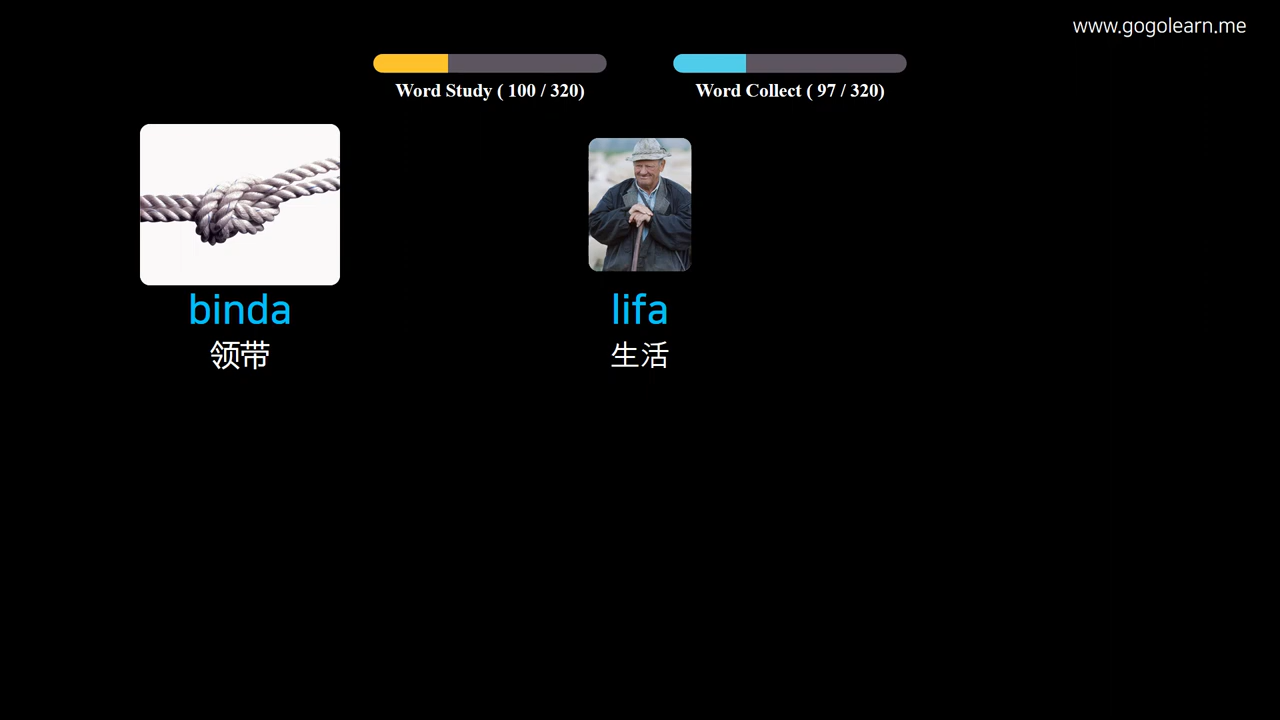 www.gogolearn.me
Word Study ( 100 / 320)
Word Collect ( 97 / 320)
binda
领带
lifa
生活